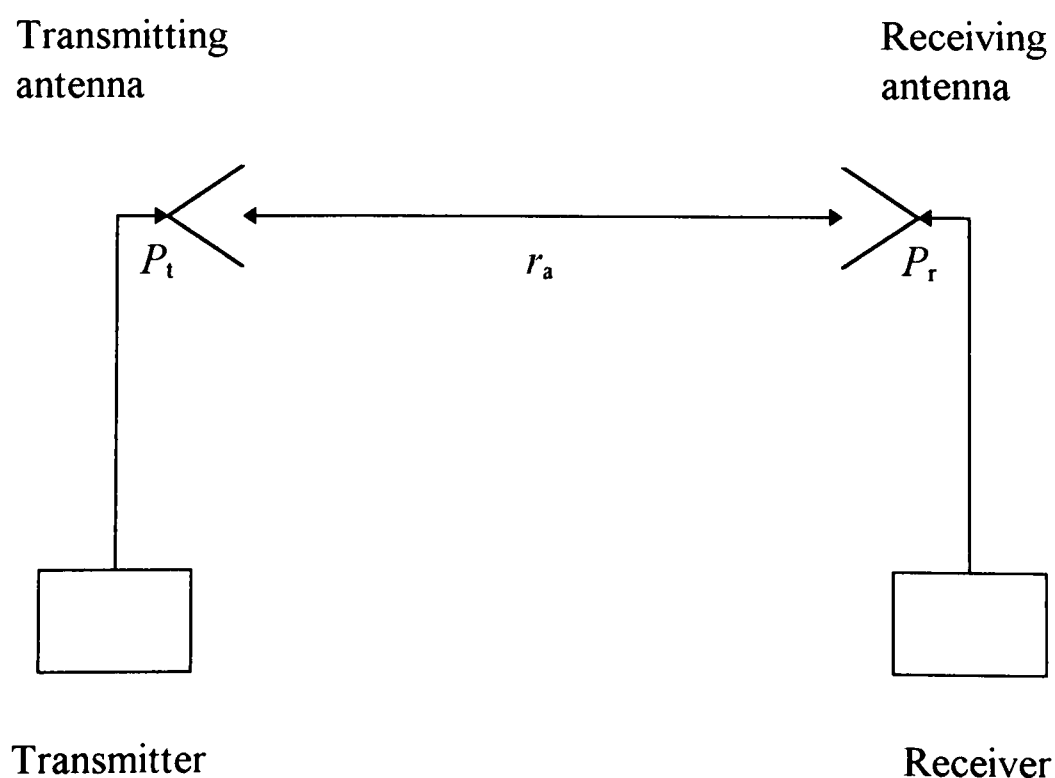 Transmitting
antenna
Receiving
antenna
Pt
ra
Pr
Transmitter
Receiver